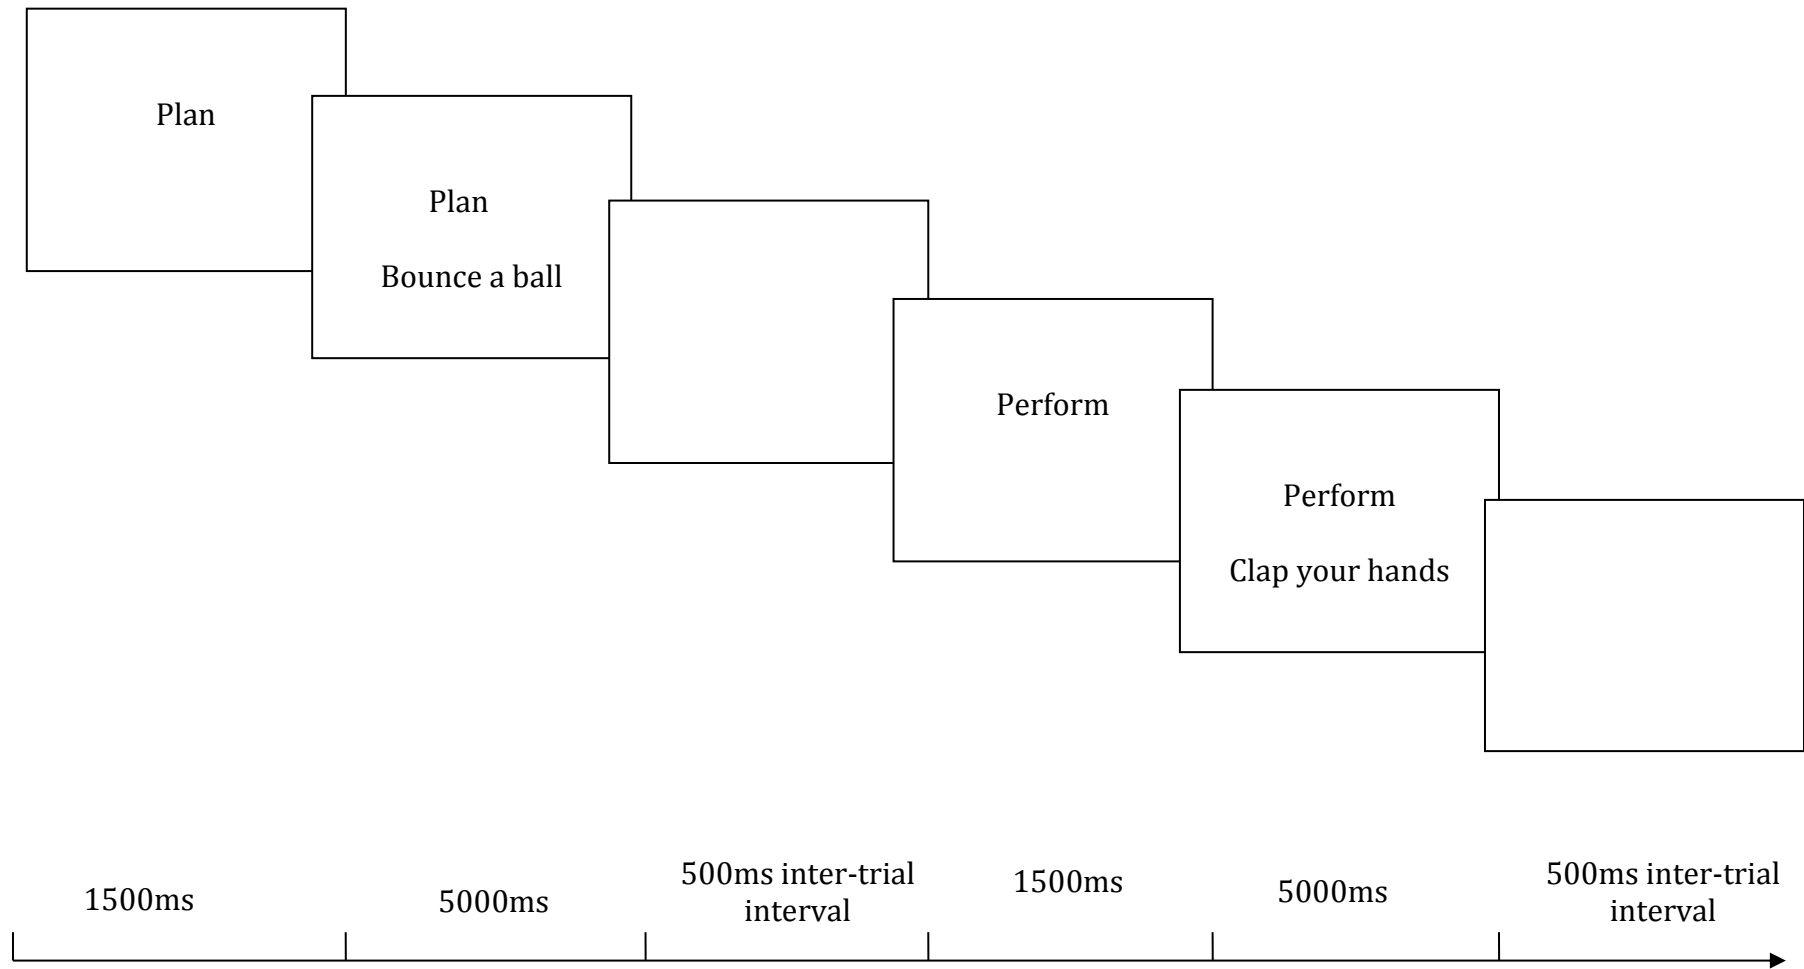 Plan
Plan
Bounce a ball
Perform
Perform
Clap your hands
1500ms
5000ms
500ms inter-trial
interval
1500ms
5000ms
500ms inter-trial
interval